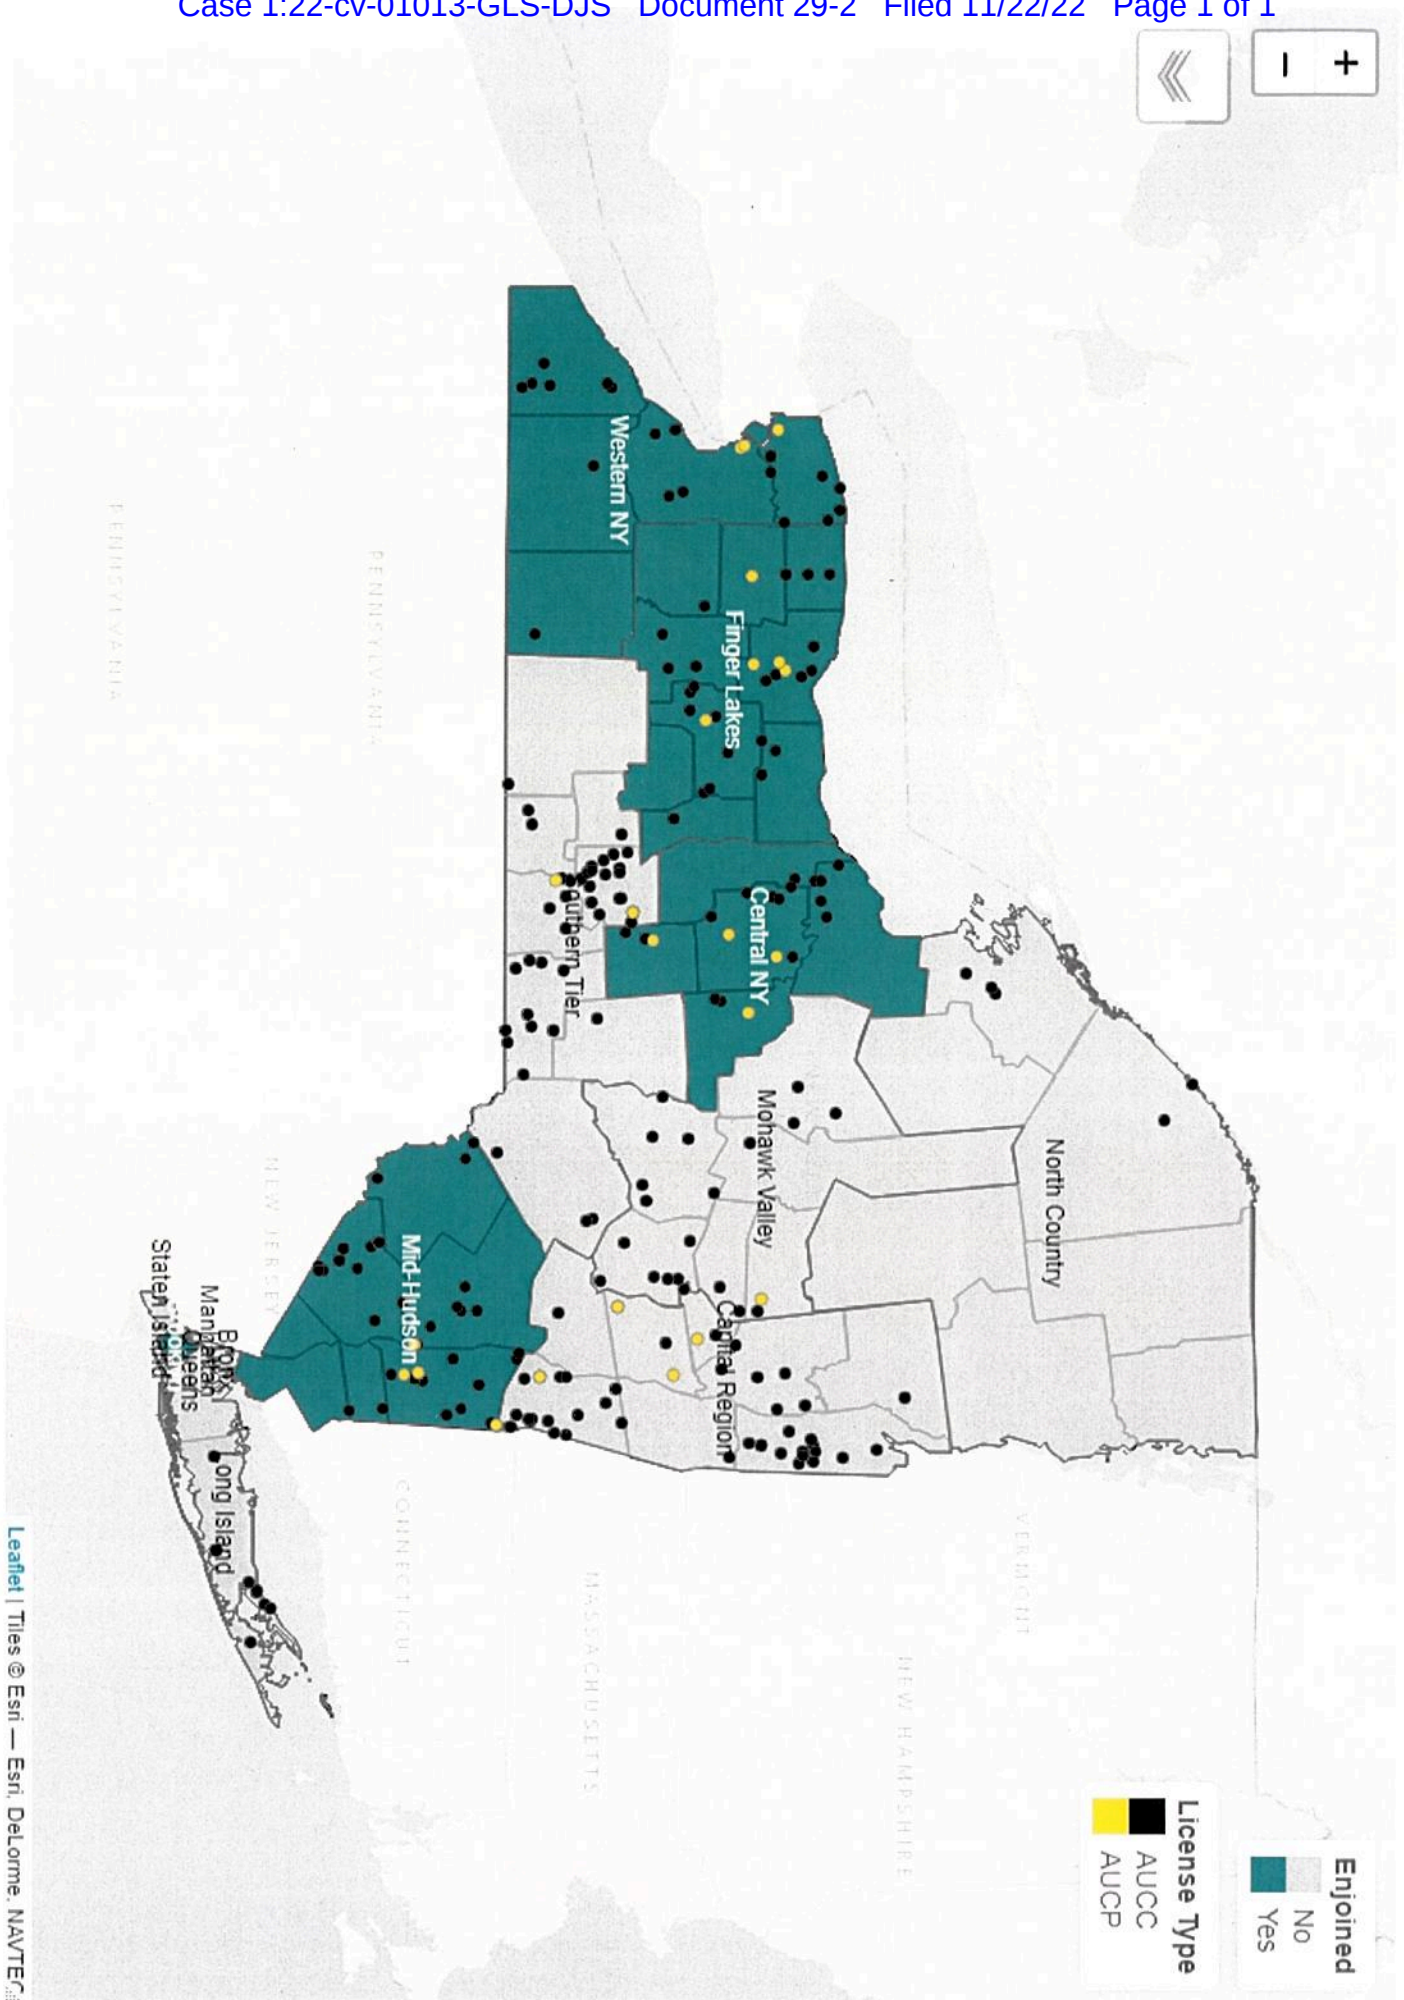 Case 1:22-cv-01013-GLS-DJS Document 29-2 Filed 11/22/22 Page 1 of 1
+
−
Enjoined
No
Yes
License Type
AUCC
AUCP
North Country
VERMONT
NEW HAMPSHIRE
Mohawk Valley
Central NY
Finger Lakes
Capital Region
Western NY
Southern Tier
MASSACHUSETTS
Mid-Hudson
CONNECTICUT
PENNSYLVANIA
NEW JERSEY
Bronx
Manhattan
Queens
Staten Island
Long Island
PENNSYLVANIA
Leaflet | Tiles © Esri — Esri, DeLorme, NAVTEQ